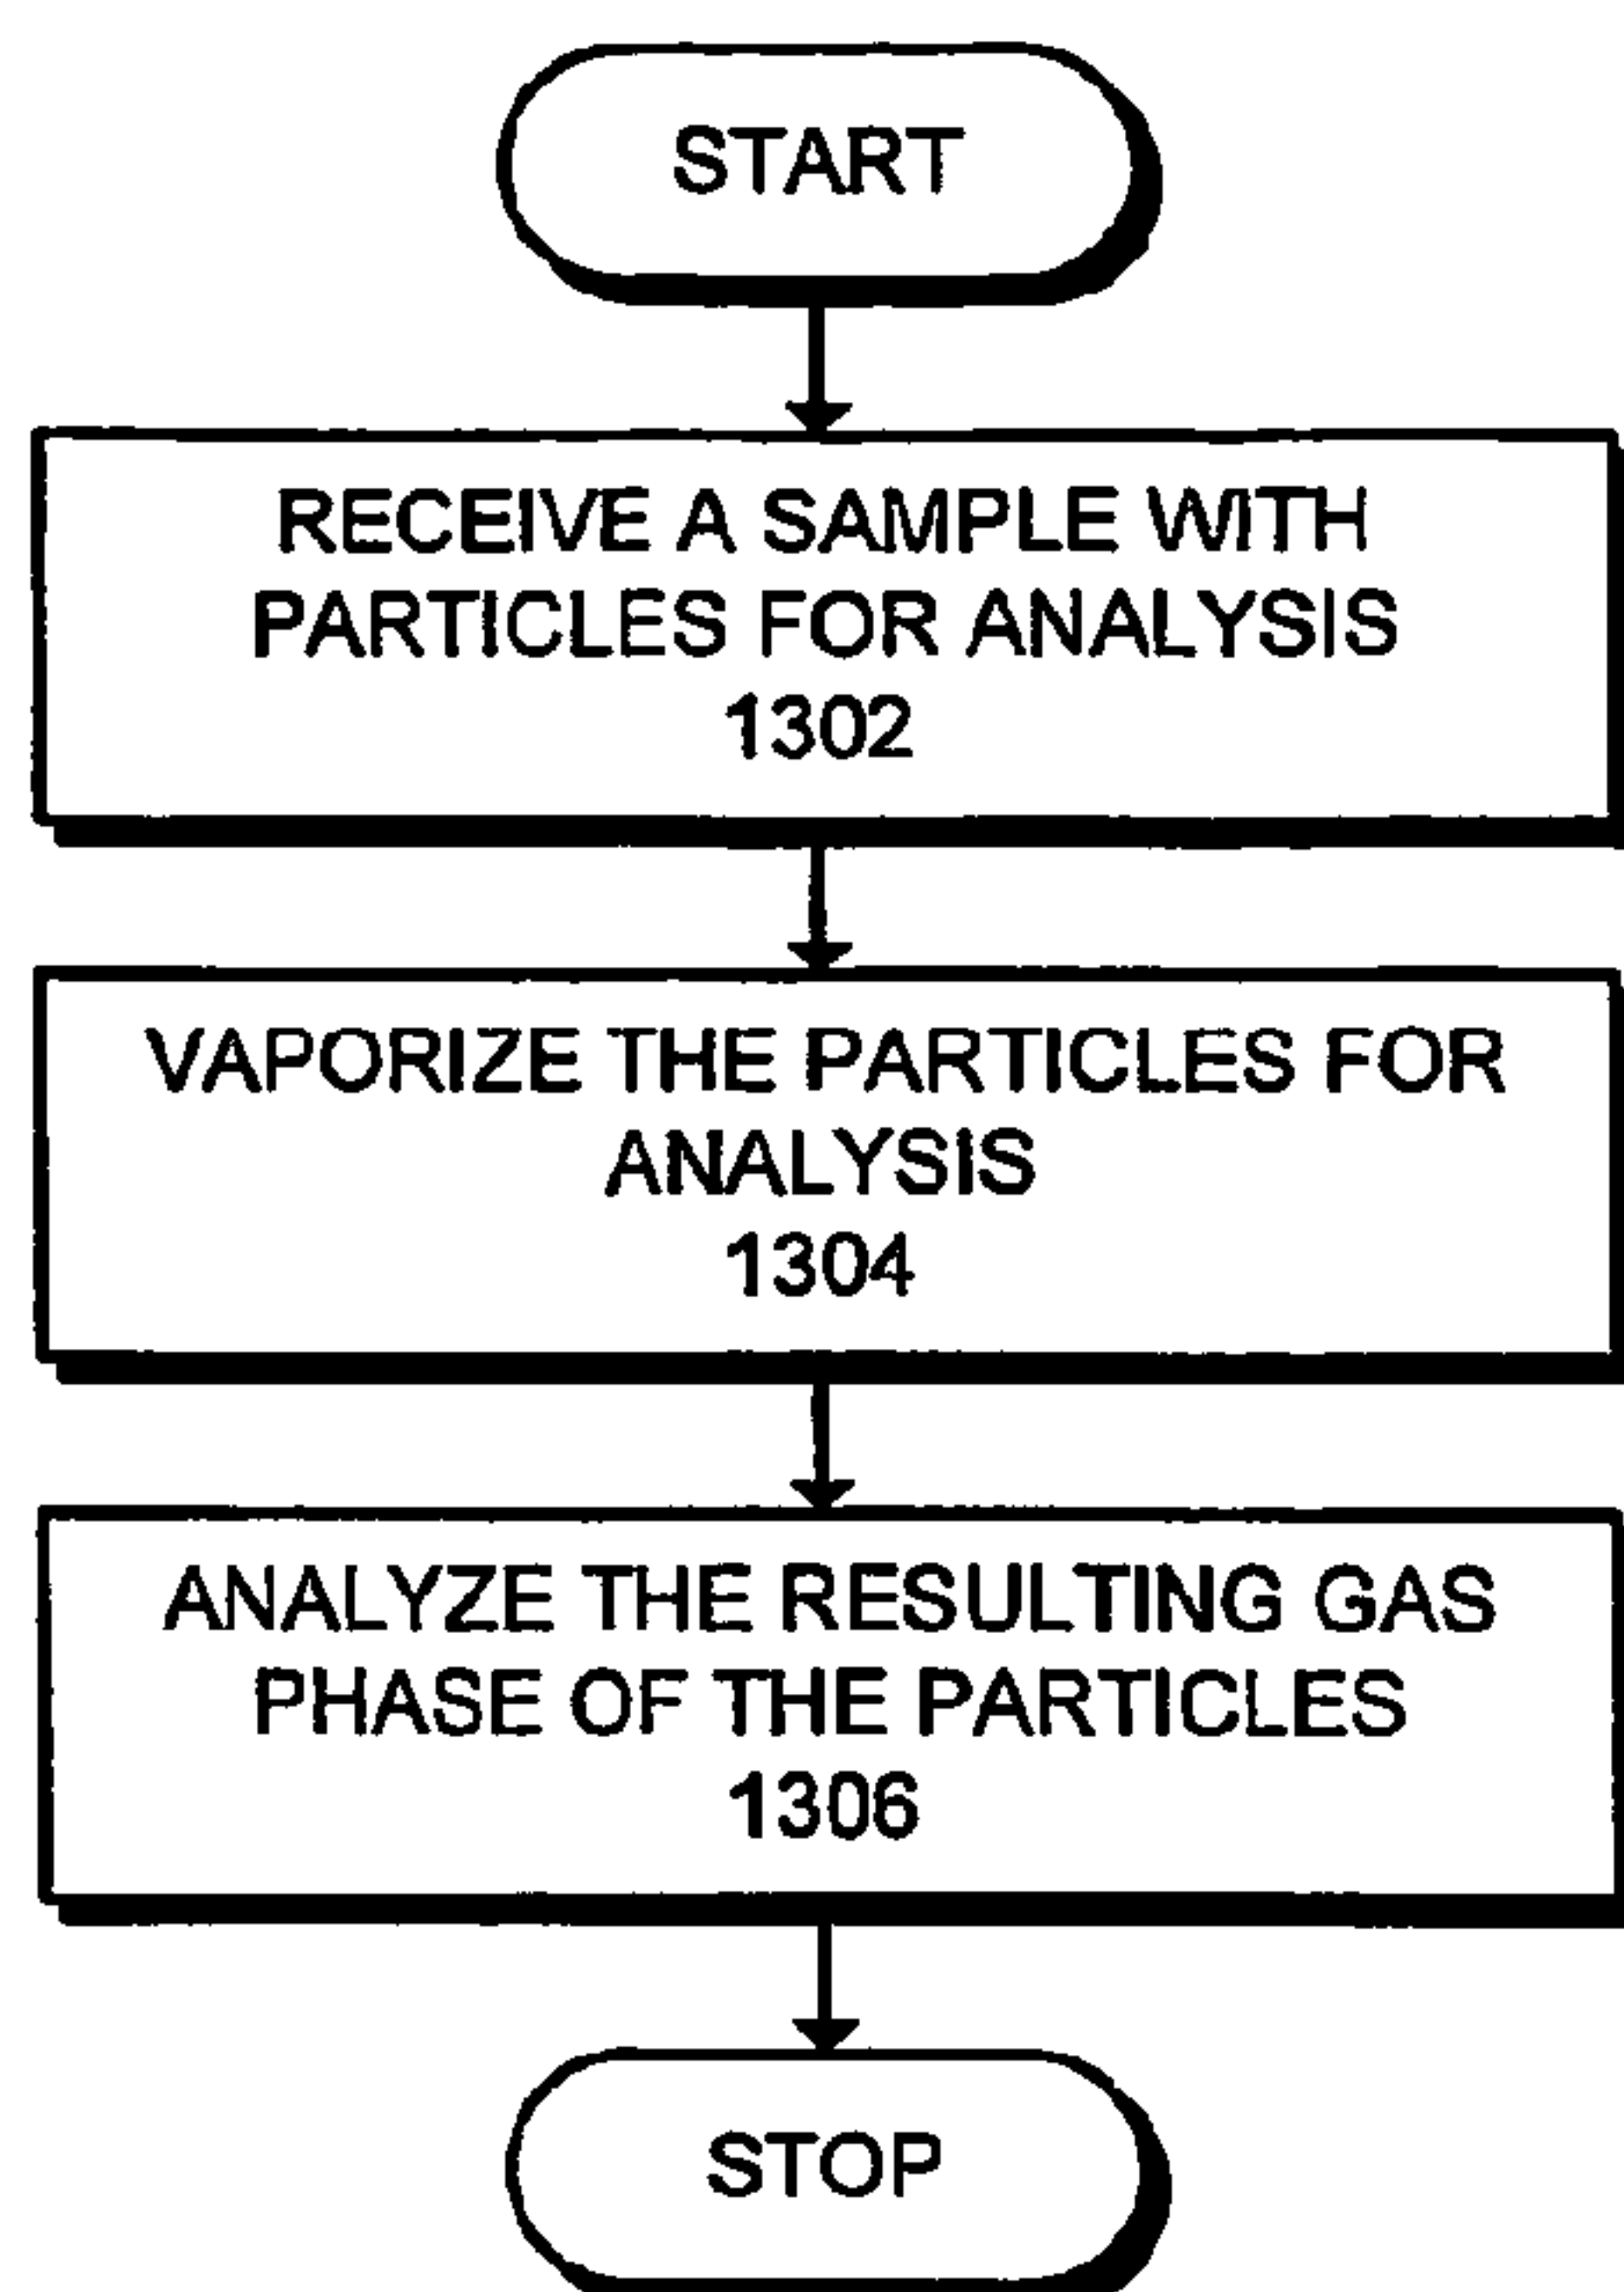 START
RECEIVE A SAMPLE WITH
PARTICLES FOR ANALYSIS
1302
VAPORIZE THE PARTICLES FOR
ANALYSIS
1304
ANALYZE THE RESULTING GAS
PHASE OF THE PARTICLES
1306
STOP